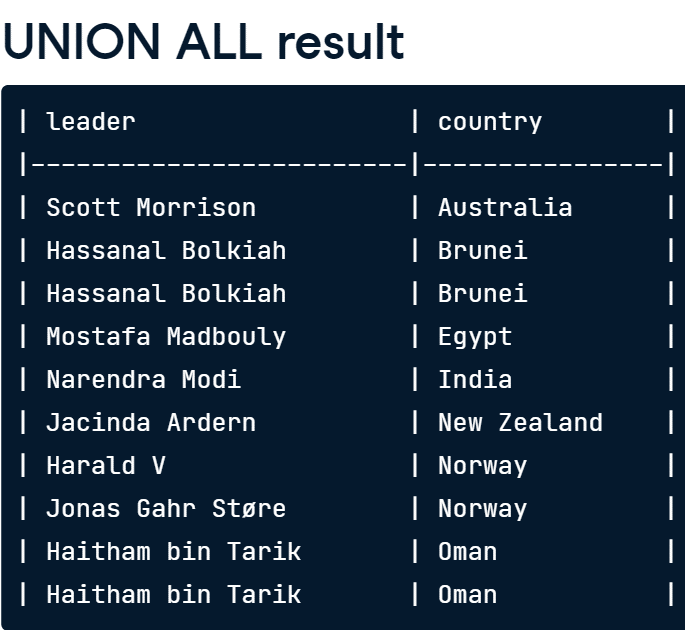 UNION ALL result
| leader | country |
|-------------------------|----------------|
| Scott Morrison | Australia |
| Hassanal Bolkiah | Brunei |
| Hassanal Bolkiah | Brunei |
| Mostafa Madbouly | Egypt |
| Narendra Modi | India |
| Jacinda Ardern | New Zealand |
| Harald V | Norway |
| Jonas Gahr Støre | Norway |
| Haitham bin Tarik | Oman |
| Haitham bin Tarik | Oman |